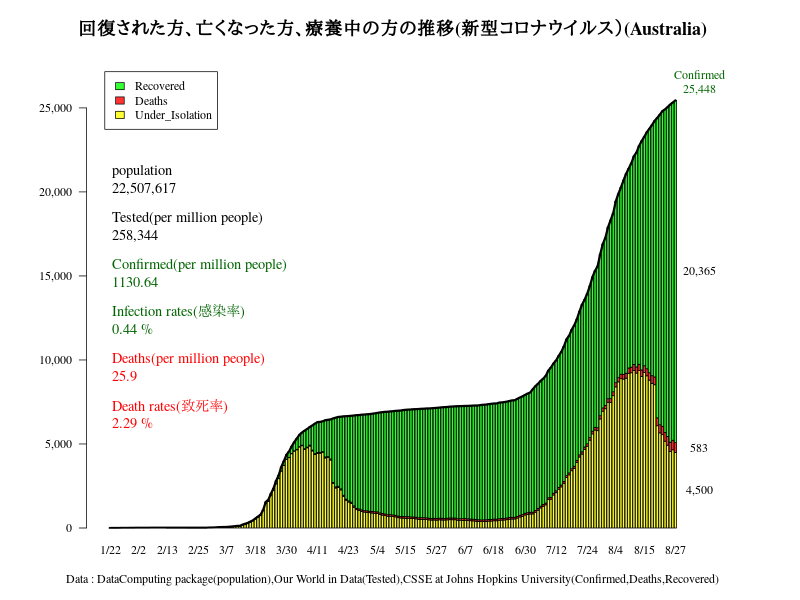 回復された方、亡くなった方、療養中の方の推移(新型コロナウイルス）(Australia)
Confirmed
25,448
Recovered
Deaths
Under_Isolation
25,000
20,000
15,000
10,000
5,000
0
population
22,507,617
Tested(per million people)
258,344
Confirmed(per million people)
1130.64
Infection rates(感染率)
0.44 %
Deaths(per million people)
25.9
Death rates(致死率)
2.29 %
20,365
583
4,500
1/22 2/2 2/13 2/25 3/7 3/18 3/30 4/11 4/23 5/4 5/15 5/27 6/7 6/18 6/30 7/12 7/24 8/4 8/15 8/27
Data : DataComputing package(population),Our World in Data(Tested),CSSE at Johns Hopkins University(Confirmed,Deaths,Recovered)